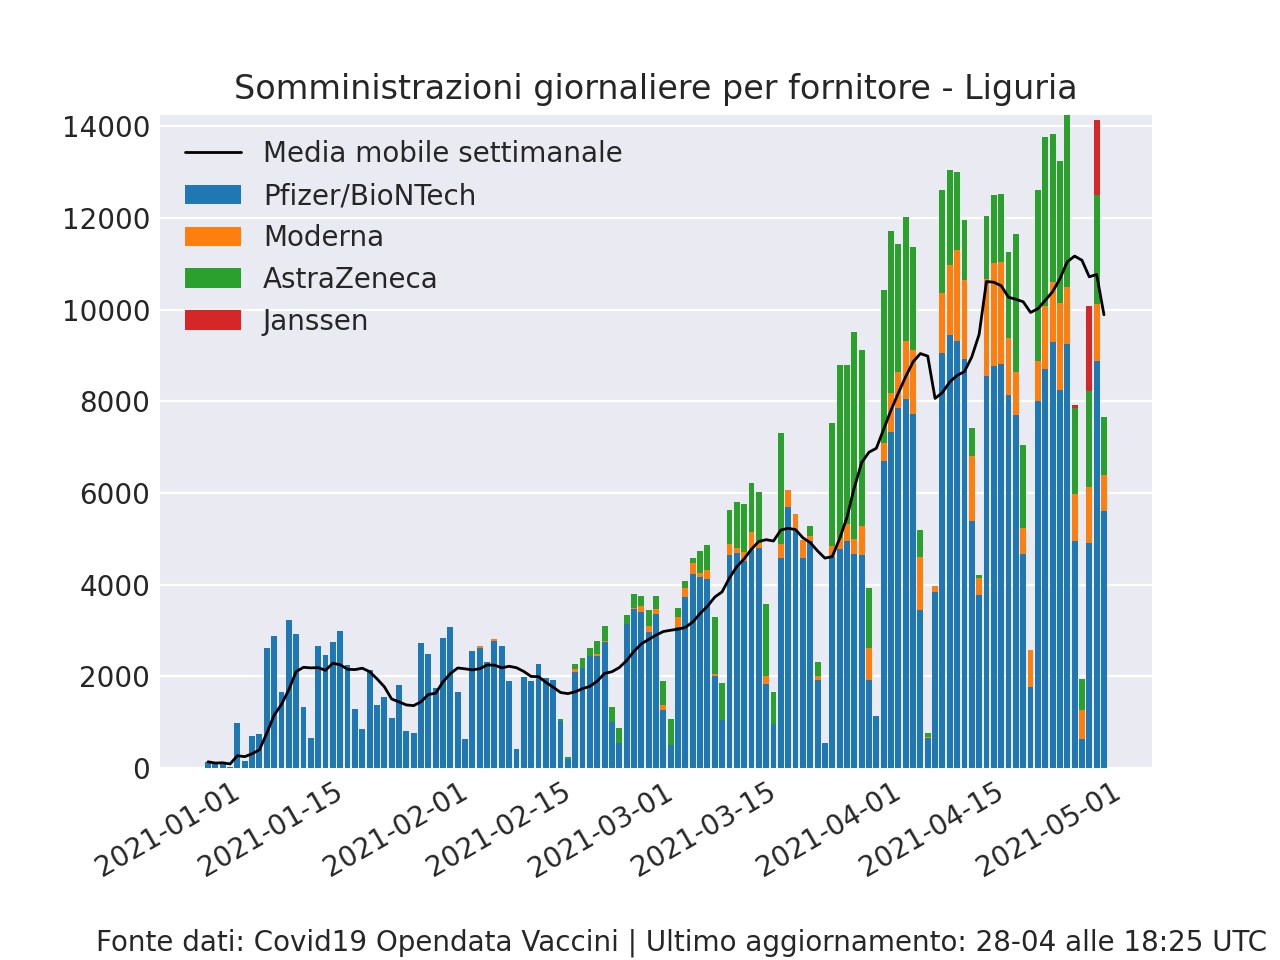 Somministrazioni giornaliere per fornitore - Liguria
14000
12000
10000
8000
6000
4000
2000
0
Media mobile settimanale
Pfizer/BioNTech
Moderna
AstraZeneca
Janssen
2021-01-01
2021-01-15
2021-02-01
2021-02-15
2021-03-01
2021-03-15
2021-04-01
2021-04-15
2021-05-01
Fonte dati: Covid19 Opendata Vaccini | Ultimo aggiornamento: 28-04 alle 18:25 UTC